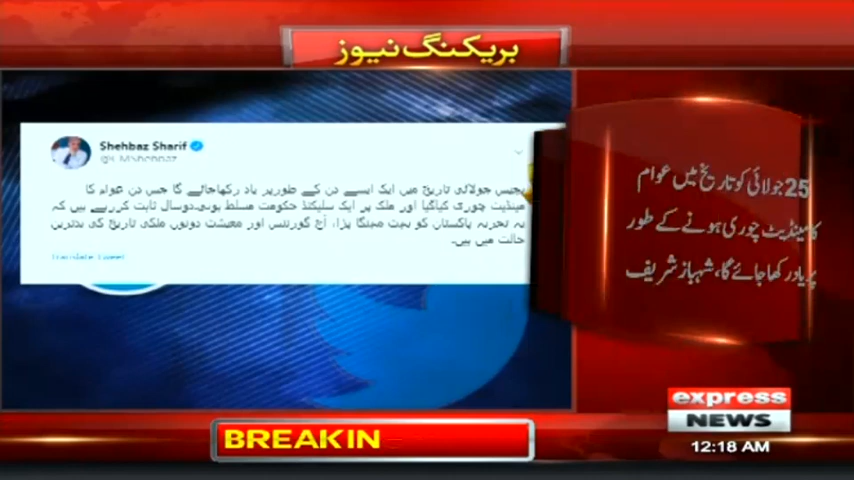 بریکنگ نیوز
Shehbaz Sharif
پچیس جولائی تاریخ میں ایک ایسے دن کے طور پر یاد رکھا جائے گا جس دن عوام کا
مینڈیٹ چوری کیا گیا اور ملک پر ایک سلیکٹڈ حکومت مسلط ہوئی۔ دو سال ثابت کر رہے ہیں کہ
یہ تجربہ پاکستان کو بہت مہنگا پڑا، آج گورننس اور معیشت دونوں ملکی تاریخ کی بدترین
حالت میں ہیں۔
Translate Tweet
25 جولائی کو تاریخ میں عوام
کا مینڈیٹ چوری ہونے کے طور
پر یاد رکھا جائے گا، شہباز شریف
express
NEWS
12:18 AM
BREAKIN